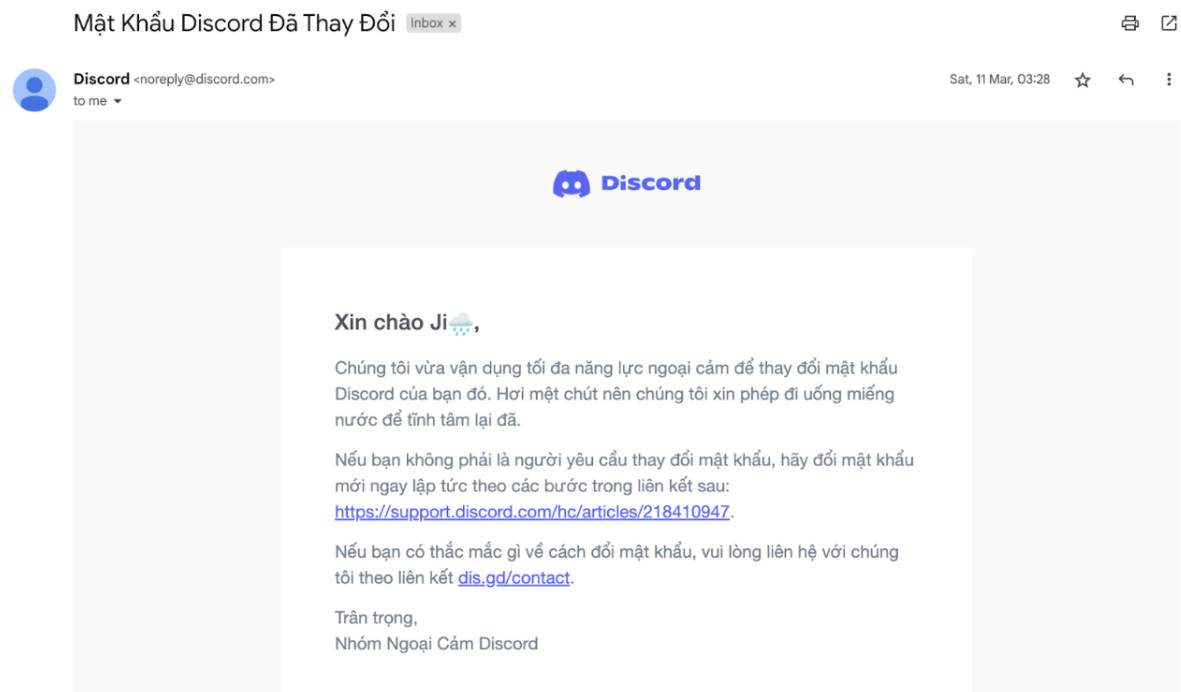 Mật Khẩu Discord Đã Thay Đổi Inbox ×
Discord <noreply@discord.com> Sat, 11 Mar, 03:28
to me
Discord
Xin chào Ji🌧️,
Chúng tôi vừa vận dụng tối đa năng lực ngoại cảm để thay đổi mật khẩu
Discord của bạn đó. Hơi mệt chút nên chúng tôi xin phép đi uống miếng
nước để tĩnh tâm lại đã.
Nếu bạn không phải là người yêu cầu thay đổi mật khẩu, hãy đổi mật khẩu
mới ngay lập tức theo các bước trong liên kết sau:
https://support.discord.com/hc/articles/218410947.
Nếu bạn có thắc mắc gì về cách đổi mật khẩu, vui lòng liên hệ với chúng
tôi theo liên kết dis.gd/contact.
Trân trọng,
Nhóm Ngoại Cảm Discord